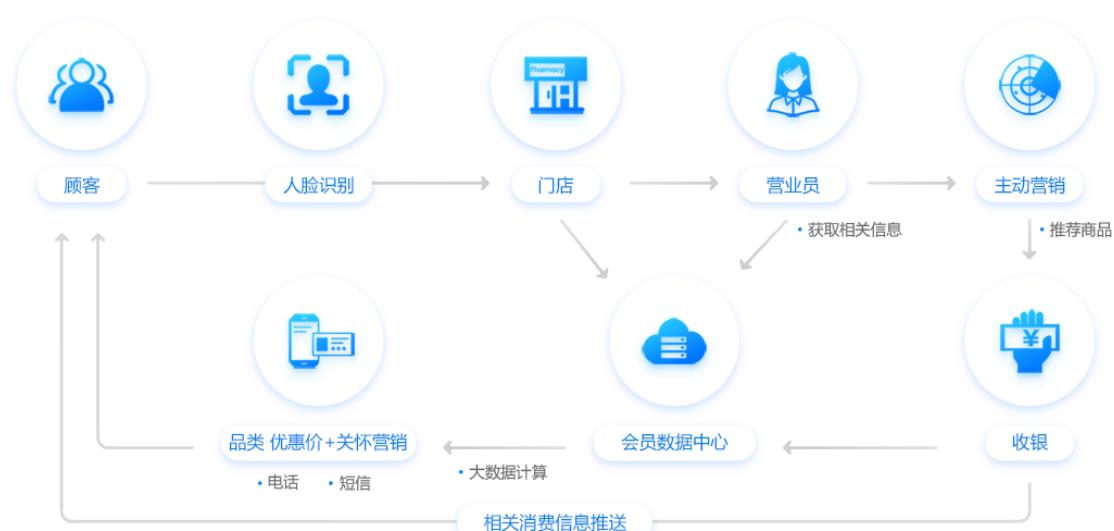 Pharmacy
顾客
人脸识别
门店
营业员
主动营销
• 获取相关信息
• 推荐商品
¥
品类 优惠价+关怀营销
会员数据中心
收银
• 电话
• 短信
• 大数据计算
相关消费信息推送